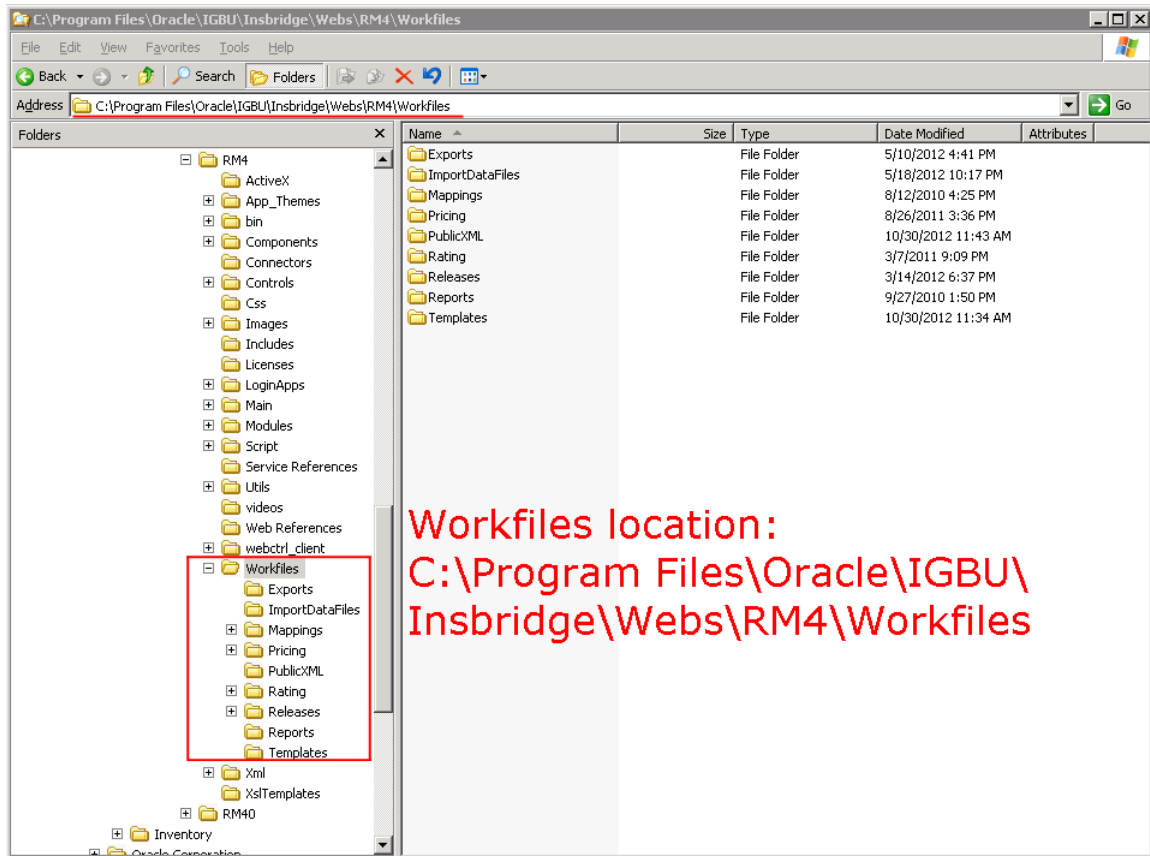 C:\Program Files\Oracle\IGBU\Insbridge\Webs\RM4\Workfiles
File Edit View Favorites Tools Help
Back Search Folders
Address C:\Program Files\Oracle\IGBU\Insbridge\Webs\RM4\Workfiles Go
Folders
RM4
ActiveX
App_Themes
bin
Components
Connectors
Controls
Css
Images
Includes
Licenses
LoginApps
Main
Modules
Script
Service References
Utils
videos
Web References
webctrl_client
Workfiles
Exports
ImportDataFiles
Mappings
Pricing
PublicXML
Rating
Releases
Reports
Templates
Xml
XslTemplates
RM40
Inventory
Oracle Corporation
Name Size Type Date Modified Attributes
Exports File Folder 5/10/2012 4:41 PM
ImportDataFiles File Folder 5/18/2012 10:17 PM
Mappings File Folder 8/12/2010 4:25 PM
Pricing File Folder 8/26/2011 3:36 PM
PublicXML File Folder 10/30/2012 11:43 AM
Rating File Folder 3/7/2011 9:09 PM
Releases File Folder 3/14/2012 6:37 PM
Reports File Folder 9/27/2010 1:50 PM
Templates File Folder 10/30/2012 11:34 AM
Workfiles location:
C:\Program Files\Oracle\IGBU\
Insbridge\Webs\RM4\Workfiles